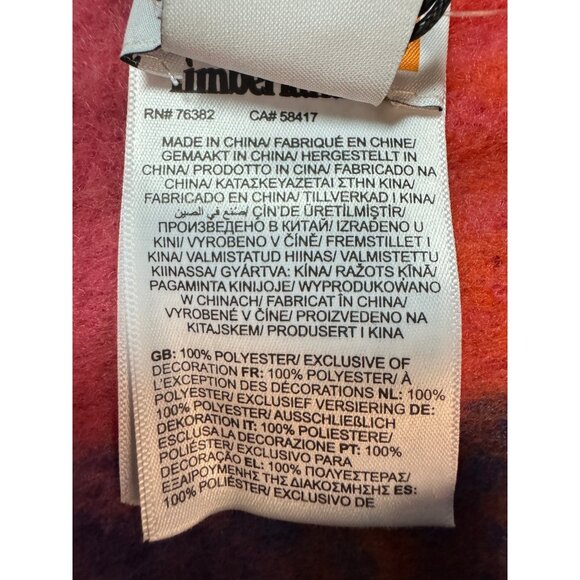 RN# 76382 CA# 58417
MADE IN CHINA/ FABRIQUÉ EN CHINE/
GEMAAKT IN CHINA/ HERGESTELLT IN
CHINA/ PRODOTTO IN CINA/ FABRICADO NA
CHINA/ ΚΑΤΑΣΚΕΥΑΖΕΤΑΙ ΣΤΗΝ ΚΙΝΑ/
FABRICADO EN CHINA/ TILLVERKAD I KINA/
صنع في الصين/ ÇİN'DE ÜRETİLMİŞTİR/
ПРОИЗВЕДЕНО В КИТАЙ/ IZRAĐENO U
KINI/ VYROBENO V ČÍNĚ/ FREMSTILLET I
KINA/ VALMISTATUD HIINAS/ VALMISTETTU
KIINASSA/ GYÁRTVA: KÍNA/ RAŽOTS ĶĪNĀ/
PAGAMINTA KINIJOJE/ WYPRODUKOWANO
W CHINACH/ FABRICAT ÎN CHINA/
VYROBENÉ V ČÍNE/ PROIZVEDENO NA
KITAJSKEM/ PRODUSERT I KINA
GB: 100% POLYESTER/ EXCLUSIVE OF
DECORATION FR: 100% POLYESTER/ À
L'EXCEPTION DES DÉCORATIONS NL: 100%
POLYESTER/ EXCLUSIEF VERSIERING DE:
100% POLYESTER/ AUSSCHLIEßLICH
DEKORATION IT: 100% POLIESTERE/
ESCLUSA LA DECORAZIONE PT: 100%
POLIÉSTER/ EXCLUSIVO PARA
DECORAÇÃO EL: 100% ΠΟΛΥΕΣΤΕΡΑΣ/
ΕΞΑΙΡΟΥΜΕΝΗΣ ΤΗΣ ΔΙΑΚΟΣΜΗΣΗΣ ES:
100% POLIÉSTER/ EXCLUSIVO DE